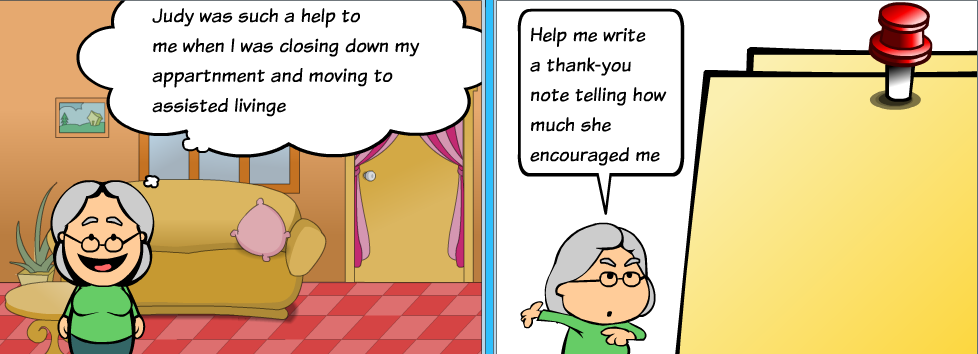 Judy was such a help to
me when I was closing down my
appartnment and moving to
assisted livinge
Help me write
a thank-you
note telling how
much she
encouraged me